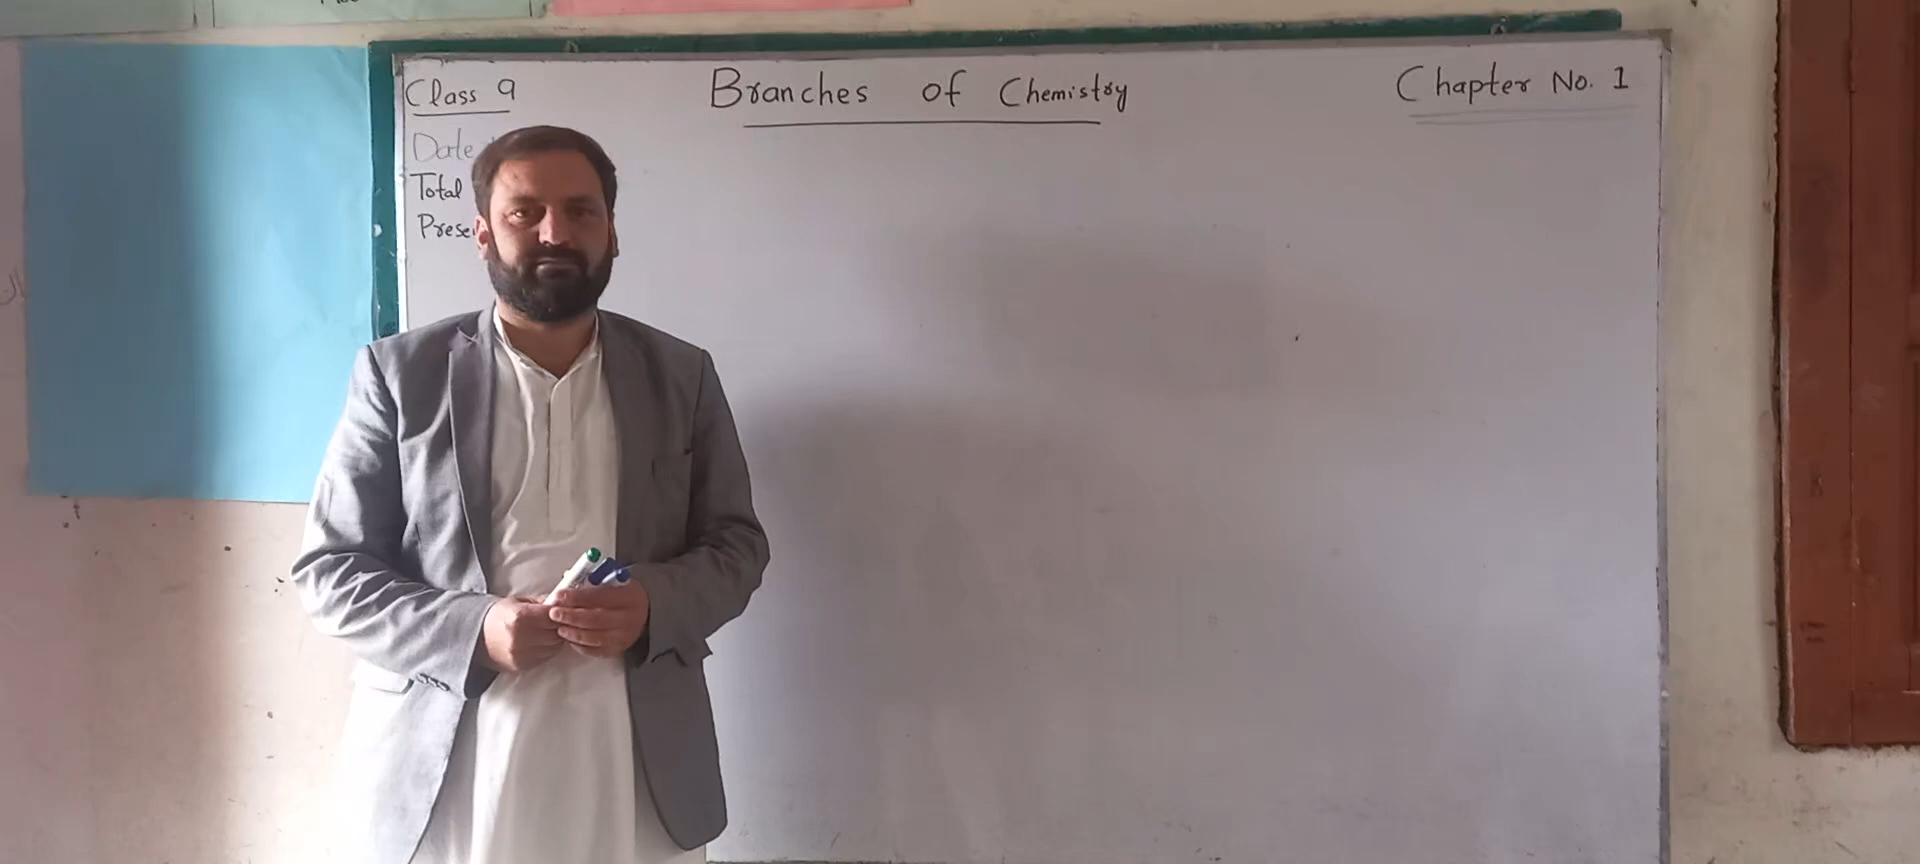 Class 9
Branches of Chemistry
Chapter No. 1
Date
Total
Prese